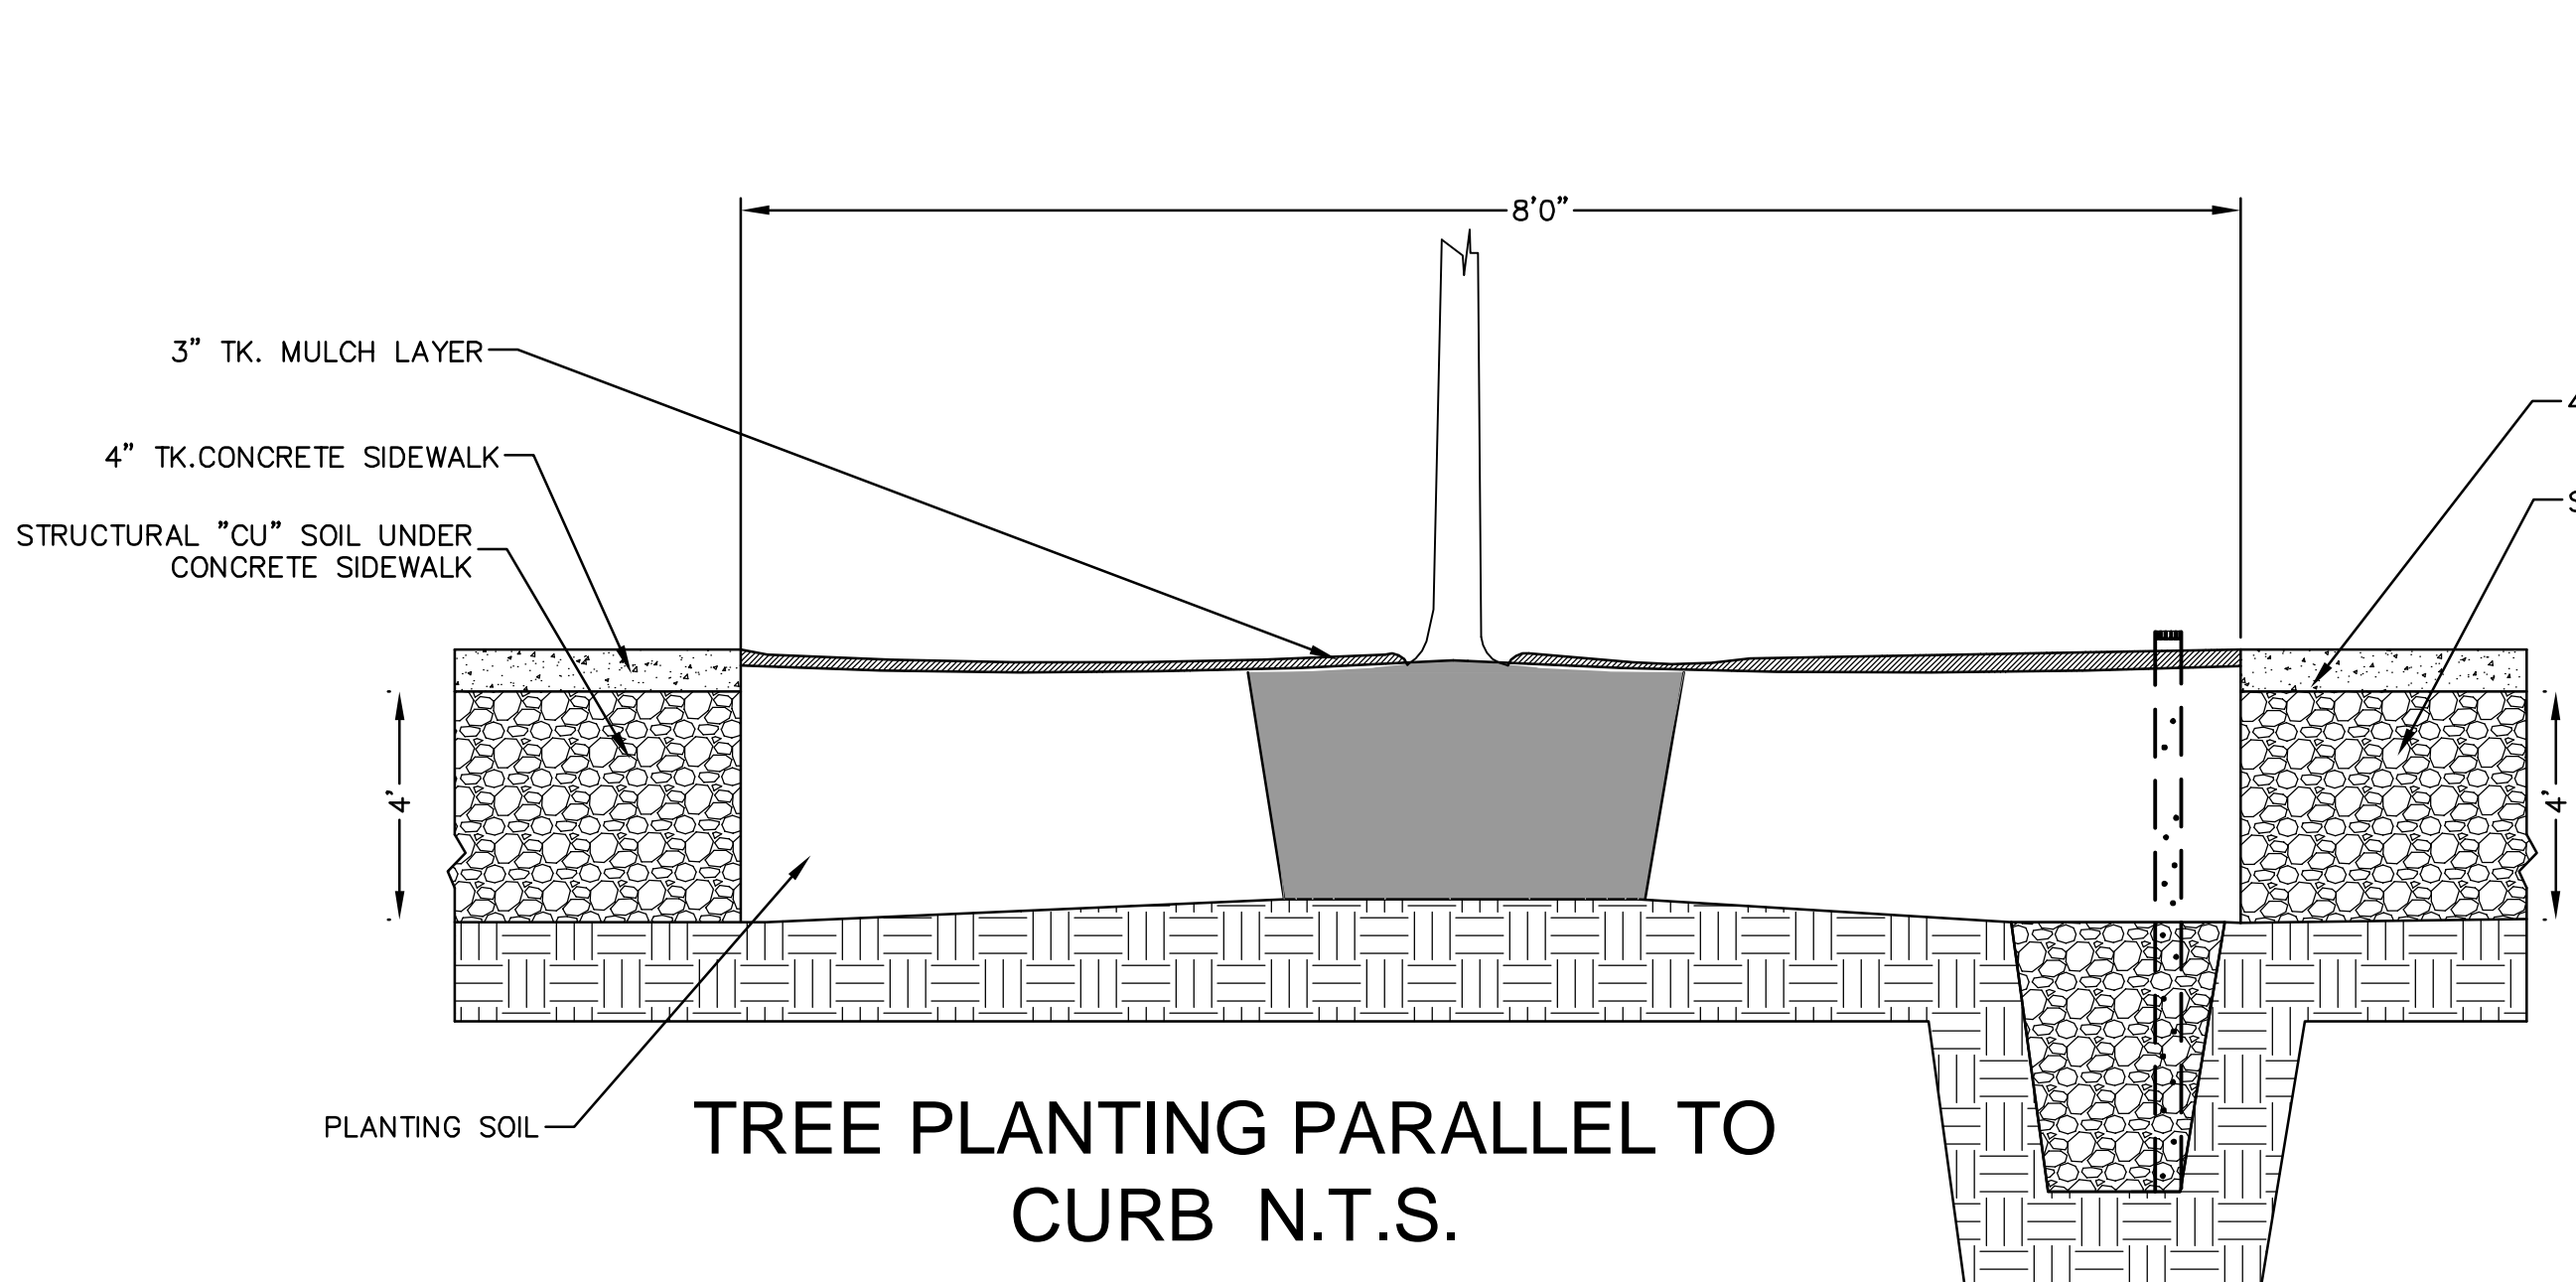 8'0"
3" TK. MULCH LAYER
4" TK.CONCRETE SIDEWALK
STRUCTURAL "CU" SOIL UNDER
CONCRETE SIDEWALK
4'
4'
PLANTING SOIL
TREE PLANTING PARALLEL TO
CURB N.T.S.